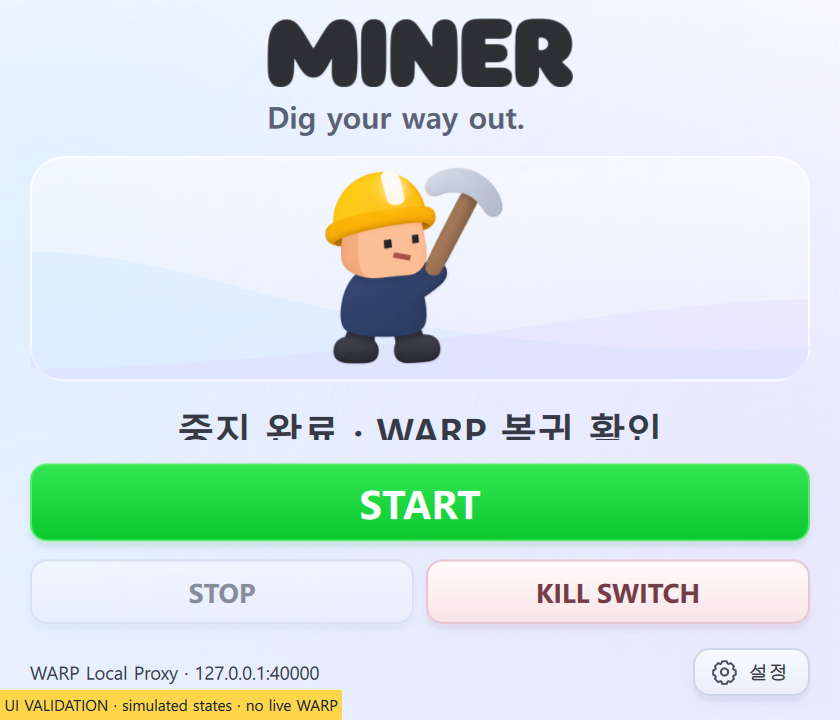 MINER
Dig your way out.
중지 완료 · WARP 복귀 확인
START
STOP
KILL SWITCH
WARP Local Proxy · 127.0.0.1:40000
설정
UI VALIDATION · simulated states · no live WARP